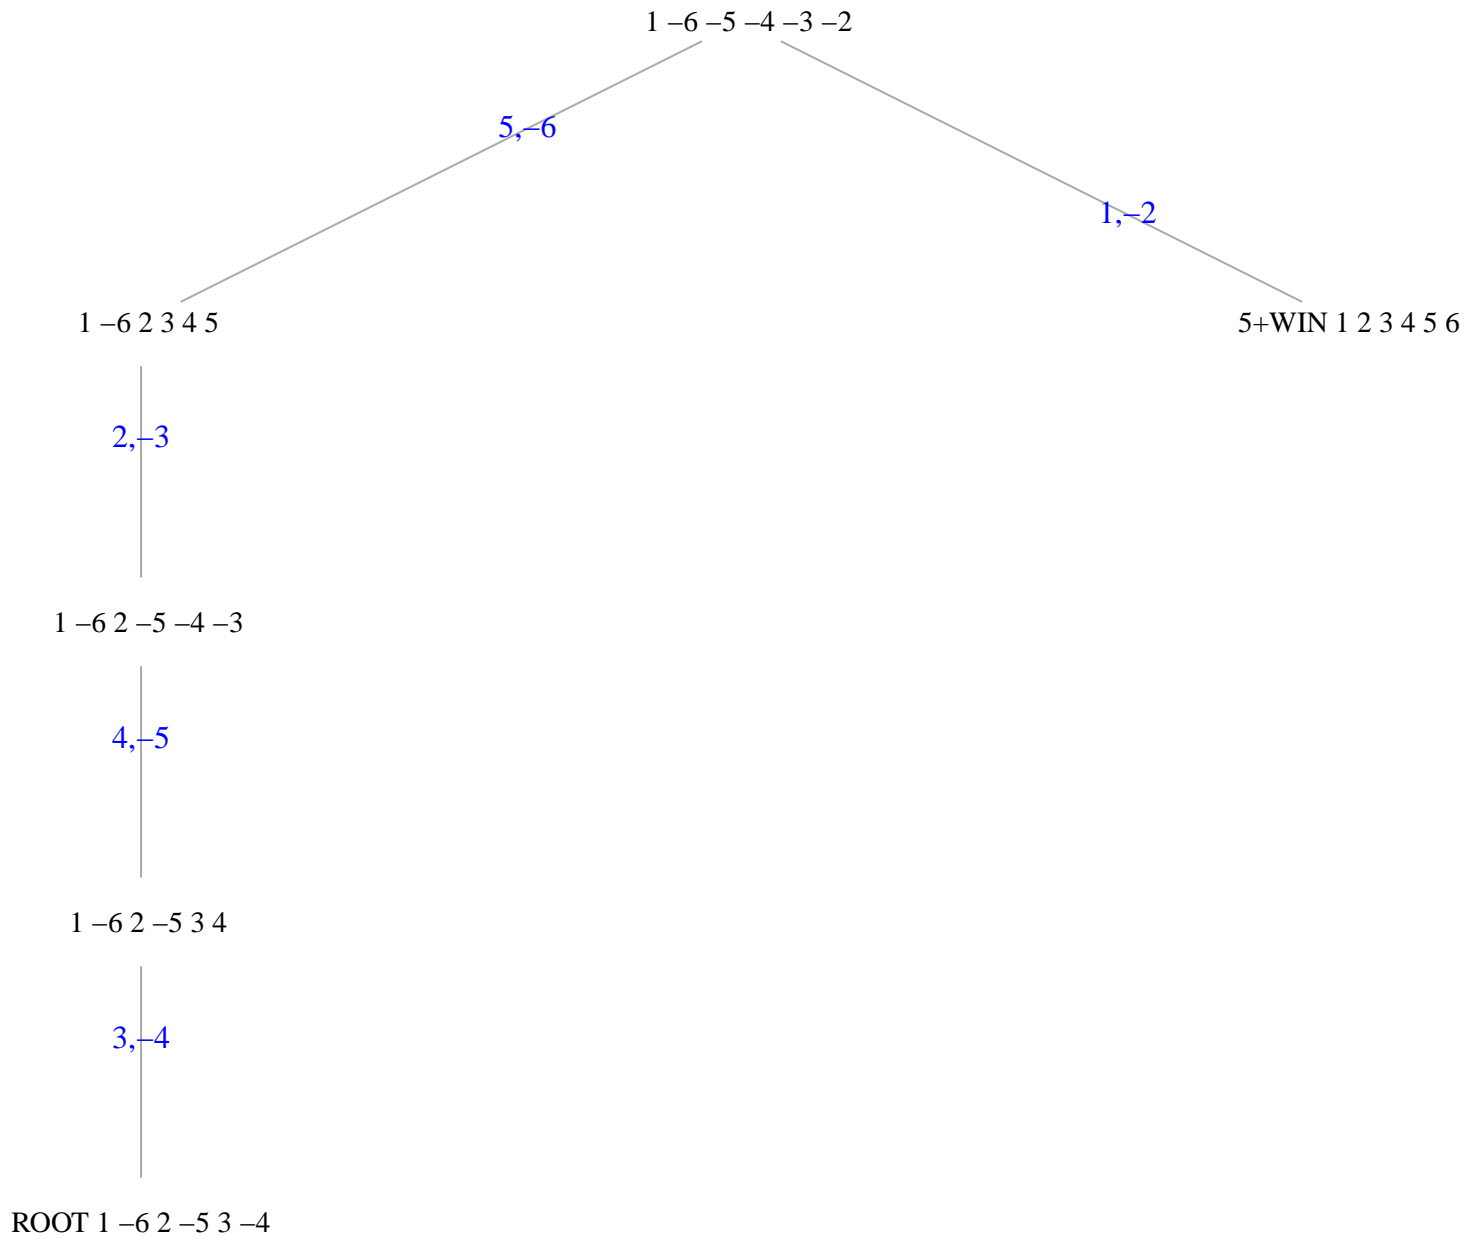 1 –6 –5 –4 –3 –2
5,–6
1,–2
1 –6 2 3 4 5
5+WIN 1 2 3 4 5 6
2,–3
1 –6 2 –5 –4 –3
4,–5
1 –6 2 –5 3 4
3,–4
ROOT 1 –6 2 –5 3 –4